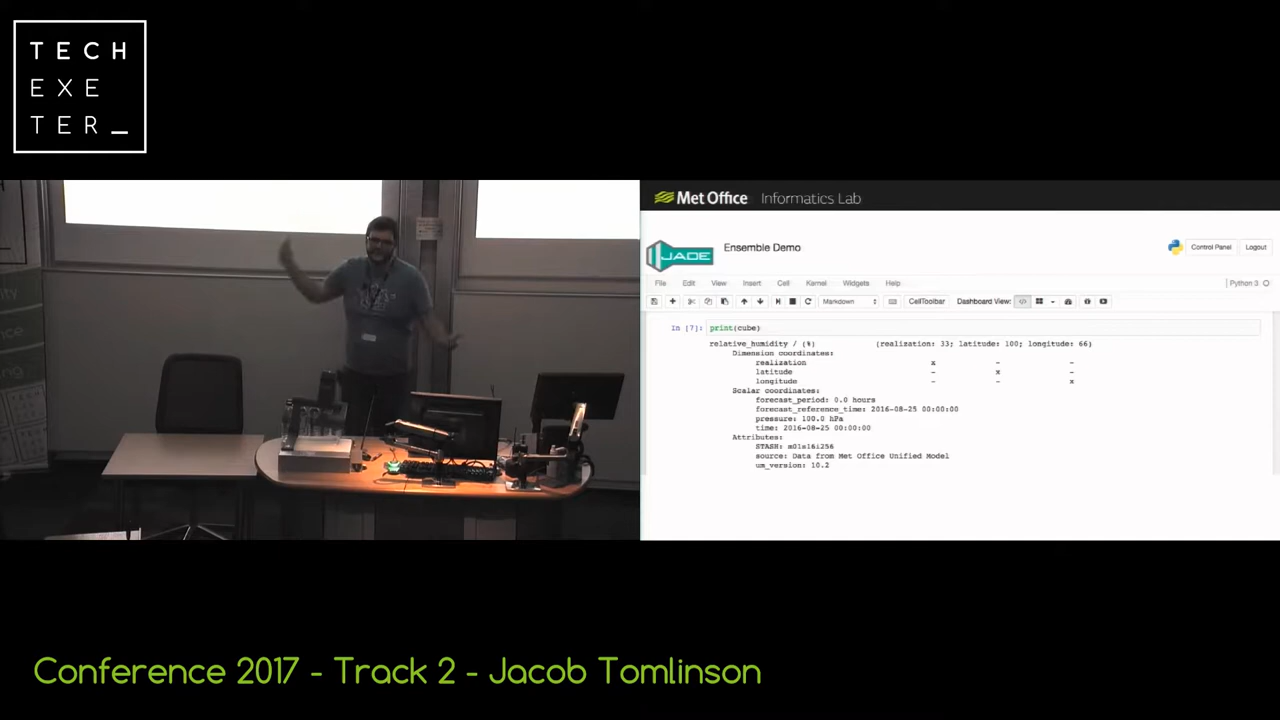 TECH
EXE
TER_
Met Office Informatics Lab
JADE Ensemble Demo Control Panel Logout
File Edit View Insert Cell Kernel Widgets Help Python 3
Markdown CellToolbar Dashboard View:
In [7]: print(cube)
relative_humidity / (%) (realization: 33; latitude: 100; longitude: 66)
Dimension coordinates:
realization x - -
latitude - x -
longitude - - x
Scalar coordinates:
forecast_period: 0.0 hours
forecast_reference_time: 2016-08-25 00:00:00
pressure: 100.0 hPa
time: 2016-08-25 00:00:00
Attributes:
STASH: m01s16i256
source: Data from Met Office Unified Model
um_version: 10.2
Conference 2017 - Track 2 - Jacob Tomlinson